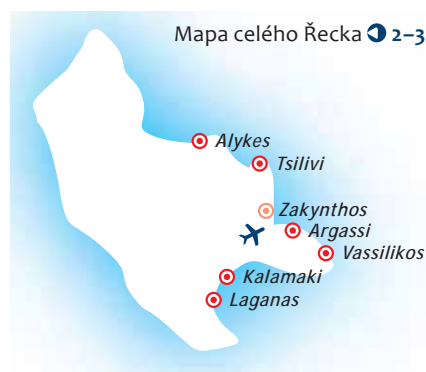 Mapa celého Řecka 2–3
Alykes
Tsilivi
Zakynthos
Argassi
Vassilikos
Kalamaki
Laganas